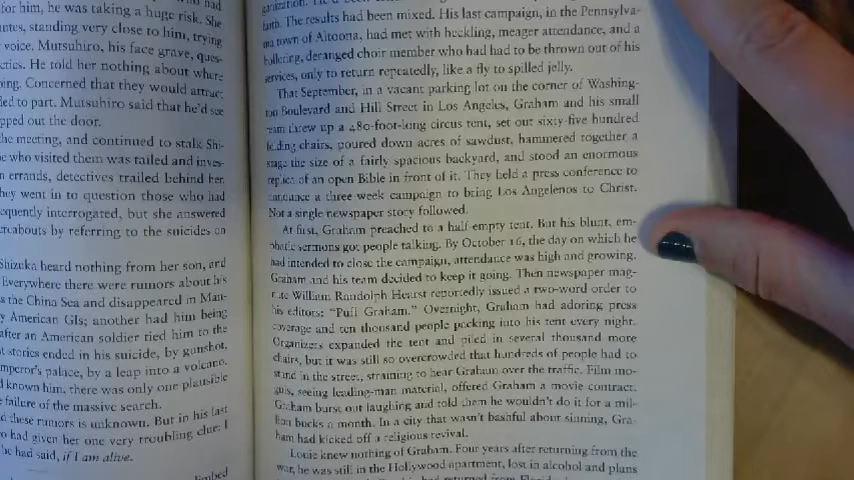 had
for him, he was taking a huge risk. She
ntes, standing very close to him, trying
voice. Mutsuhiro, his face grave, ques-
ctics. He told her nothing about where
ing. Concerned that they would attract
ed to part. Mutsuhiro said that he'd see
pped out the door.
he meeting, and continued to stalk Shi-
e who visited them was tailed and inves-
n errands, detectives trailed behind her.
hey went in to question those who had
equently interrogated, but she answered
reabouts by referring to the suicides on
Shizuka heard nothing from her son, and
Everywhere there were rumors about his
s the China Sea and disappeared in Man-
y American GIs; another had him being
after an American soldier tied him to the
t stories ended in his suicide, by gunshot,
mperor's palace, by a leap into a volcano.
d known him, there was only one plausible
e failure of the massive search.
d these rumors is unknown. But in his last
o had given her one very troubling clue: I
he had said, if I am alive.
limbed
faith. The results had been mixed. His last campaign, in the Pennsylva-
nia town of Altoona, had met with heckling, meager attendance, and a
hollering, deranged choir member who had had to be thrown out of his
services, only to return repeatedly, like a fly to spilled jelly.
That September, in a vacant parking lot on the corner of Washing-
ton Boulevard and Hill Street in Los Angeles, Graham and his small
team threw up a 480-foot-long circus tent, set out sixty-five hundred
folding chairs, poured down acres of sawdust, hammered together a
stage the size of a fairly spacious backyard, and stood an enormous
replica of an open Bible in front of it. They held a press conference to
announce a three week campaign to bring Los Angelenos to Christ.
Not a single newspaper story followed.
At first, Graham preached to a half empty tent. But his blunt, em-
phatic sermons got people talking. By October 16, the day on which he
had intended to close the campaign, attendance was high and growing.
Graham and his team decided to keep it going. Then newspaper mag-
nate William Randolph Hearst reportedly issued a two-word order to
his editors: "Puff Graham." Overnight, Graham had adoring press
coverage and ten thousand people packing into his tent every night.
Organizers expanded the tent and piled in several thousand more
chairs, but it was still so overcrowded that hundreds of people had to
stand in the street, straining to hear Graham over the traffic. Film mo-
guls, seeing leading-man material, offered Graham a movie contract.
Graham burst out laughing and told them he wouldn't do it for a mil-
lion bucks a month. In a city that wasn't bashful about sinning, Gra-
ham had kicked off a religious revival.
Louie knew nothing of Graham. Four years after returning from the
war, he was still in the Hollywood apartment, lost in alcohol and plans